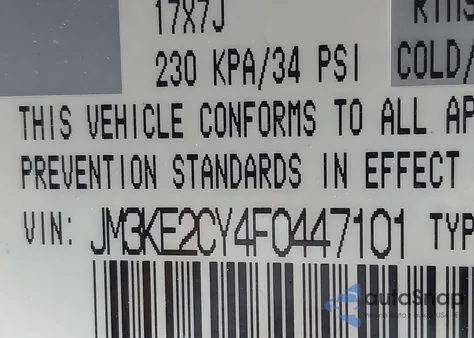 17X7J RIMS
230 KPA/34 PSI COLD/
THIS VEHICLE CONFORMS TO ALL AP
PREVENTION STANDARDS IN EFFECT
VIN: JM3KE2CY4F0447101 TYP
autoSnap